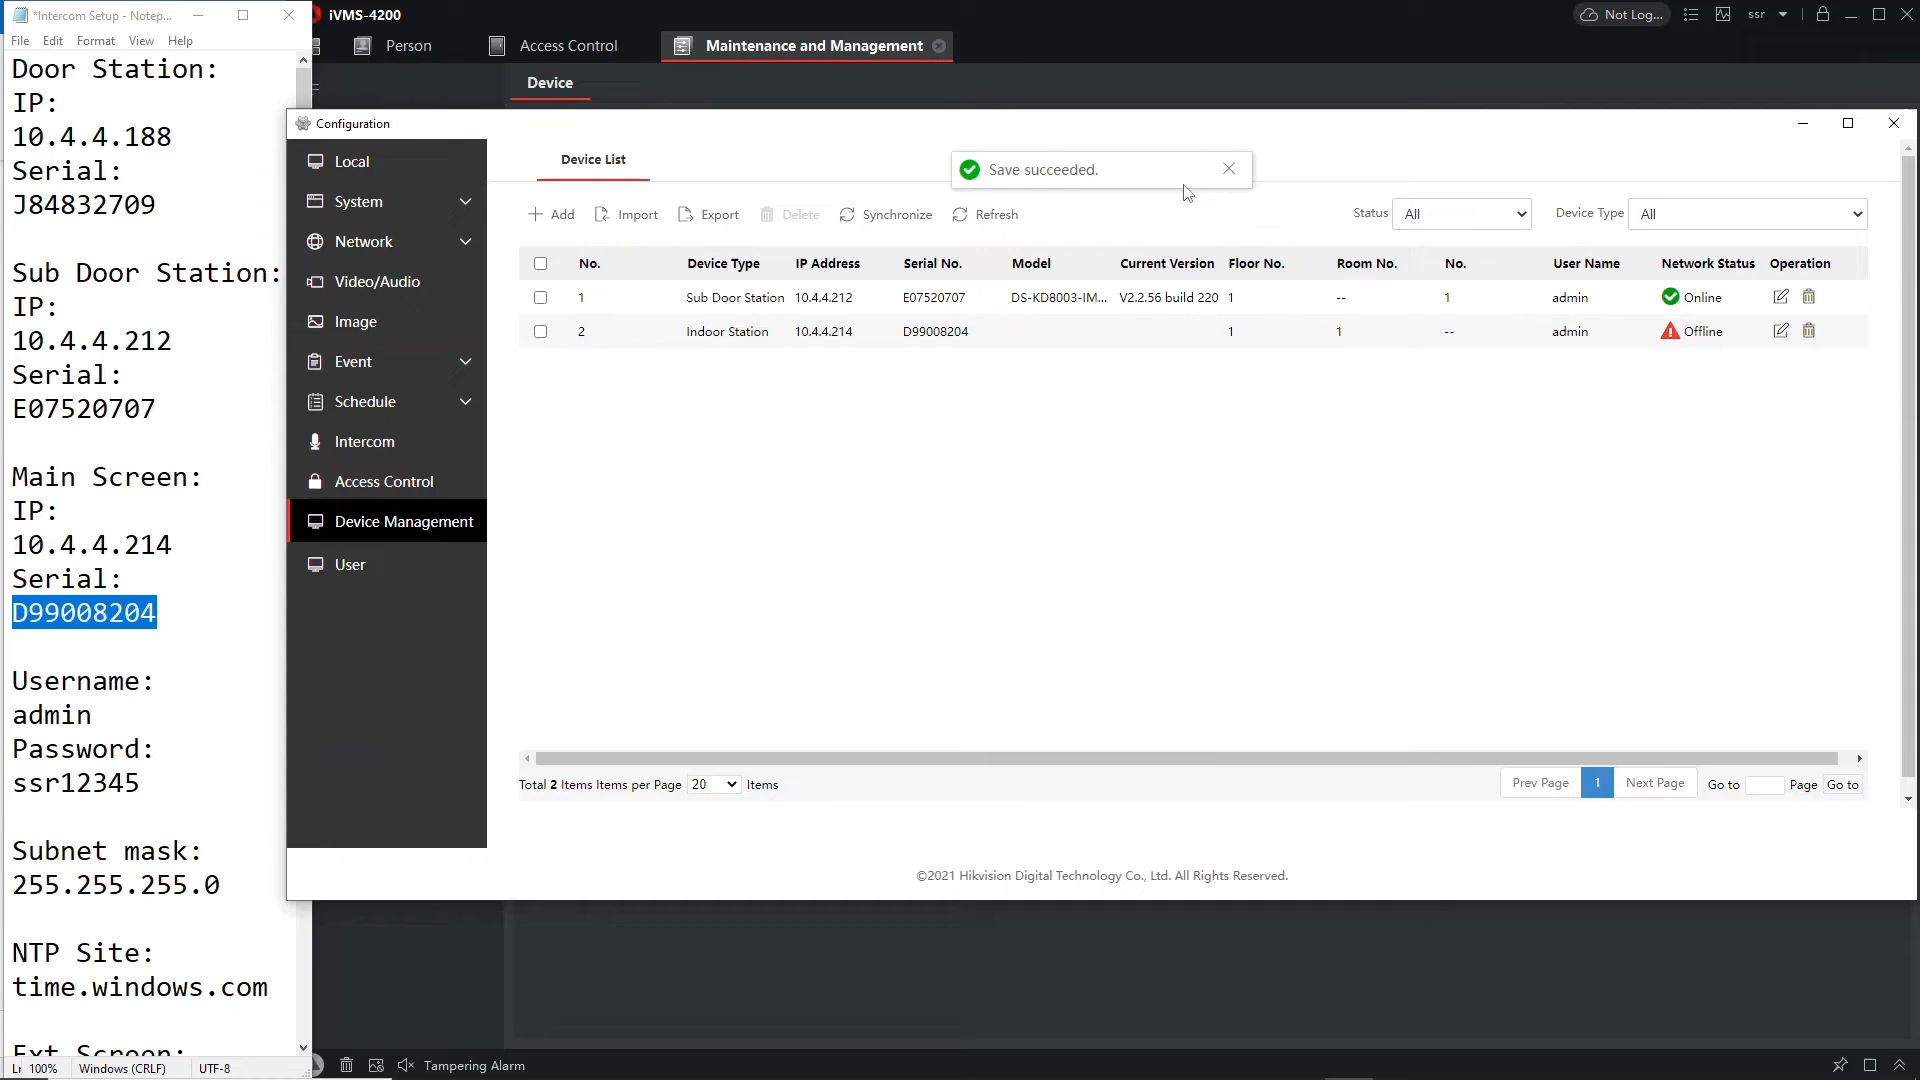 *Intercom Setup - Notep...
File Edit Format View Help
Door Station:
IP:
10.4.4.188
Serial:
J84832709
Sub Door Station:
IP:
10.4.4.212
Serial:
E07520707
Main Screen:
IP:
10.4.4.214
Serial:
D99008204
Username:
admin
Password:
ssr12345
Subnet mask:
255.255.255.0
NTP Site:
time.windows.com
Ext Screen:
100% Windows (CRLF) UTF-8
iVMS-4200
Not Log... ssr
Person Access Control Maintenance and Management
Device
Configuration
Local
System
Network
Video/Audio
Image
Event
Schedule
Intercom
Access Control
Device Management
User
Device List
Save succeeded.
Add Import Export Delete Synchronize Refresh
Status All Device Type All
No. Device Type IP Address Serial No. Model Current Version Floor No. Room No. No. User Name Network Status Operation
1 Sub Door Station 10.4.4.212 E07520707 DS-KD8003-IM... V2.2.56 build 220 1 -- 1 admin Online
2 Indoor Station 10.4.4.214 D99008204 1 1 -- admin Offline
Total 2 Items Items per Page 20 Items
Prev Page 1 Next Page Go to Page Go to
©2021 Hikvision Digital Technology Co., Ltd. All Rights Reserved.
Tampering Alarm